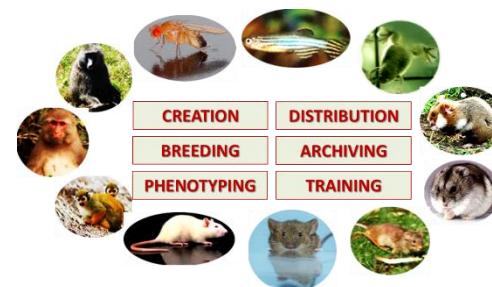 CREATION DISTRIBUTION
BREEDING ARCHIVING
PHENOTYPING TRAINING